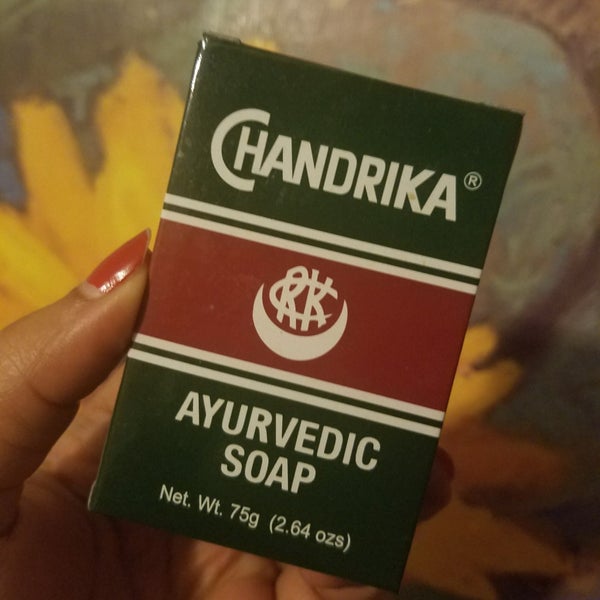 CHANDRIKA®
AYURVEDIC
SOAP
Net. Wt. 75g (2.64 ozs)